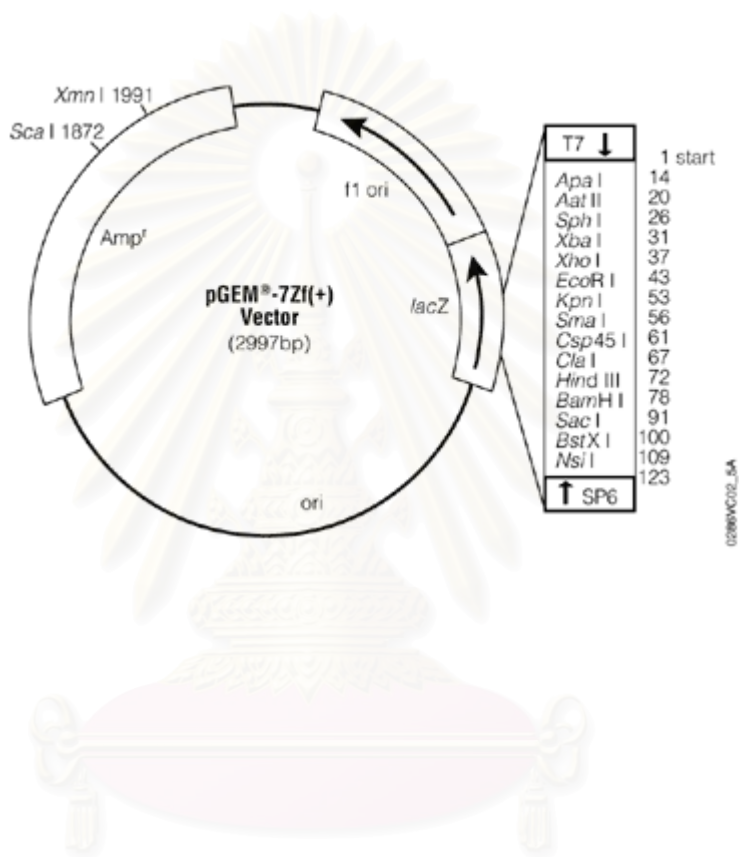 Xmn I 1991
Sca I 1872
Ampʳ
f1 ori
lacZ
pGEM®-7Zf(+)
Vector
(2997bp)
ori
T7 ↓
1 start
Apa I 14
Aat II 20
Sph I 26
Xba I 31
Xho I 37
EcoR I 43
Kpn I 53
Sma I 56
Csp45 I 61
Cla I 67
Hind III 72
BamH I 78
Sac I 91
BstX I 100
Nsi I 109
123
↑ SP6
0286VC02_5A